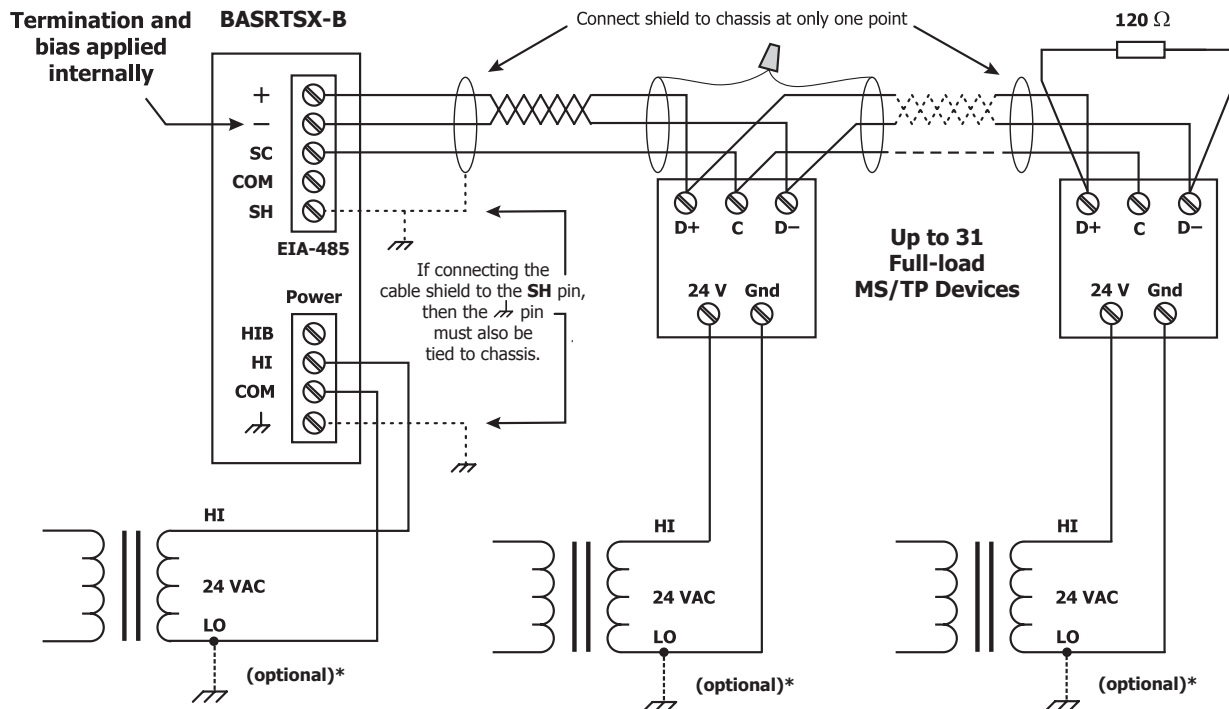 Termination and
bias applied
internally
BASRTSX-B
Connect shield to chassis at only one point
120 Ω
+
−
SC
COM
SH
EIA-485
D+ C D−
D+ C D−
Up to 31
Full-load
MS/TP Devices
If connecting the
cable shield to the SH pin,
then the pin
must also be
tied to chassis.
24 V Gnd
24 V Gnd
Power
HIB
HI
COM
HI
24 VAC
LO
(optional)*
HI
24 VAC
LO
(optional)*
HI
24 VAC
LO
(optional)*